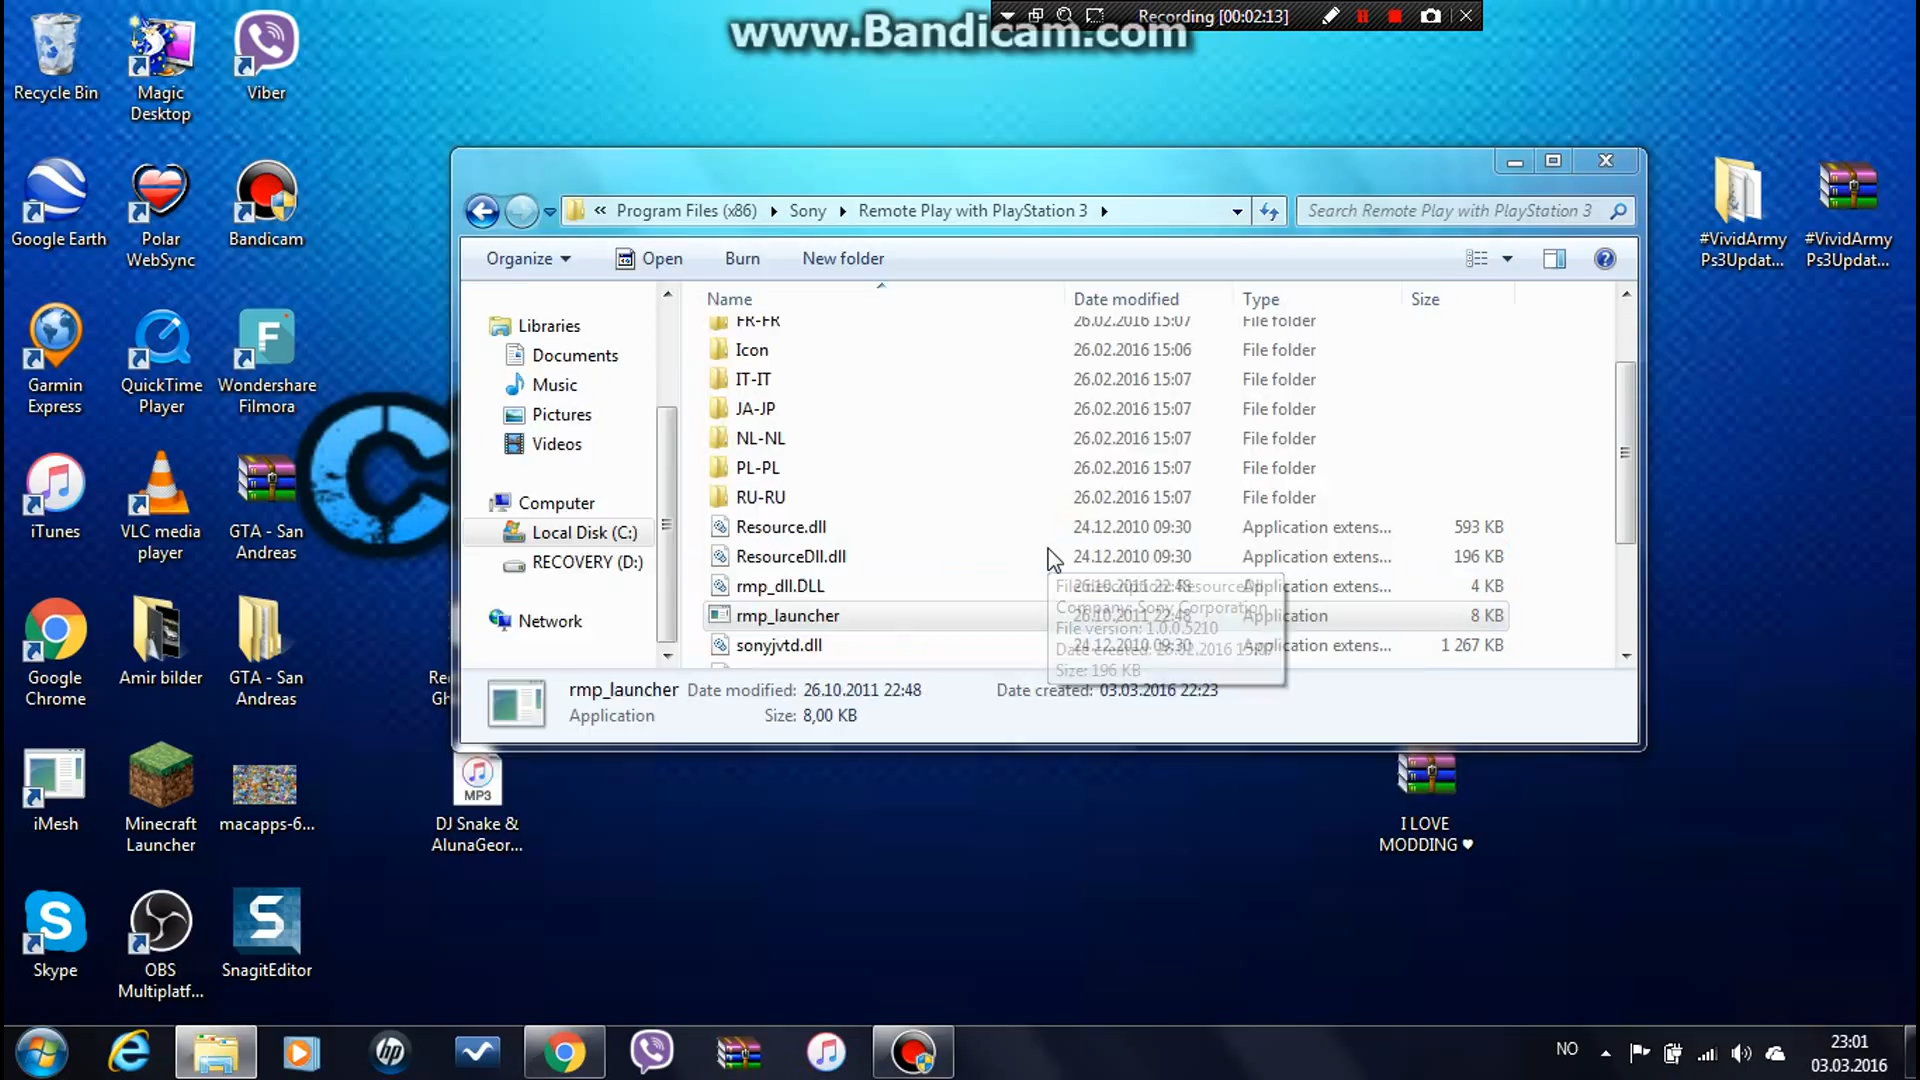 www.Bandicam.com
Recording [00:02:13]
Recycle Bin
Magic
Desktop
Viber
Google Earth
Polar
WebSync
Bandicam
Garmin
Express
QuickTime
Player
Wondershare
Filmora
iTunes
VLC media
player
GTA - San
Andreas
Google
Chrome
Amir bilder
GTA - San
Andreas
iMesh
Minecraft
Launcher
macapps-6...
Skype
OBS
Multiplatf...
SnagitEditor
#VividArmy
Ps3Updat...
#VividArmy
Ps3Updat...
« Program Files (x86) Sony Remote Play with PlayStation 3
Search Remote Play with PlayStation 3
Organize Open Burn New folder
Libraries
Documents
Music
Pictures
Videos
Computer
Local Disk (C:)
RECOVERY (D:)
Network
Name Date modified Type Size
FR-FR 26.02.2016 15:07 File folder
Icon 26.02.2016 15:06 File folder
IT-IT 26.02.2016 15:07 File folder
JA-JP 26.02.2016 15:07 File folder
NL-NL 26.02.2016 15:07 File folder
PL-PL 26.02.2016 15:07 File folder
RU-RU 26.02.2016 15:07 File folder
Resource.dll 24.12.2010 09:30 Application extens... 593 KB
ResourceDll.dll 24.12.2010 09:30 Application extens... 196 KB
rmp_dll.DLL 26.10.2011 22:48 Application extens... 4 KB
rmp_launcher 26.10.2011 22:48 Application 8 KB
sonyjvtd.dll 24.12.2010 09:30 Application extens... 1 267 KB
Company: Sony Corporation
File version: 1.0.0.5210
Size: 196 KB
rmp_launcher Date modified: 26.10.2011 22:48 Date created: 03.03.2016 22:23
Application Size: 8,00 KB
MP3
DJ Snake &
AlunaGeor...
I LOVE
MODDING ♥
NO
23:01
03.03.2016